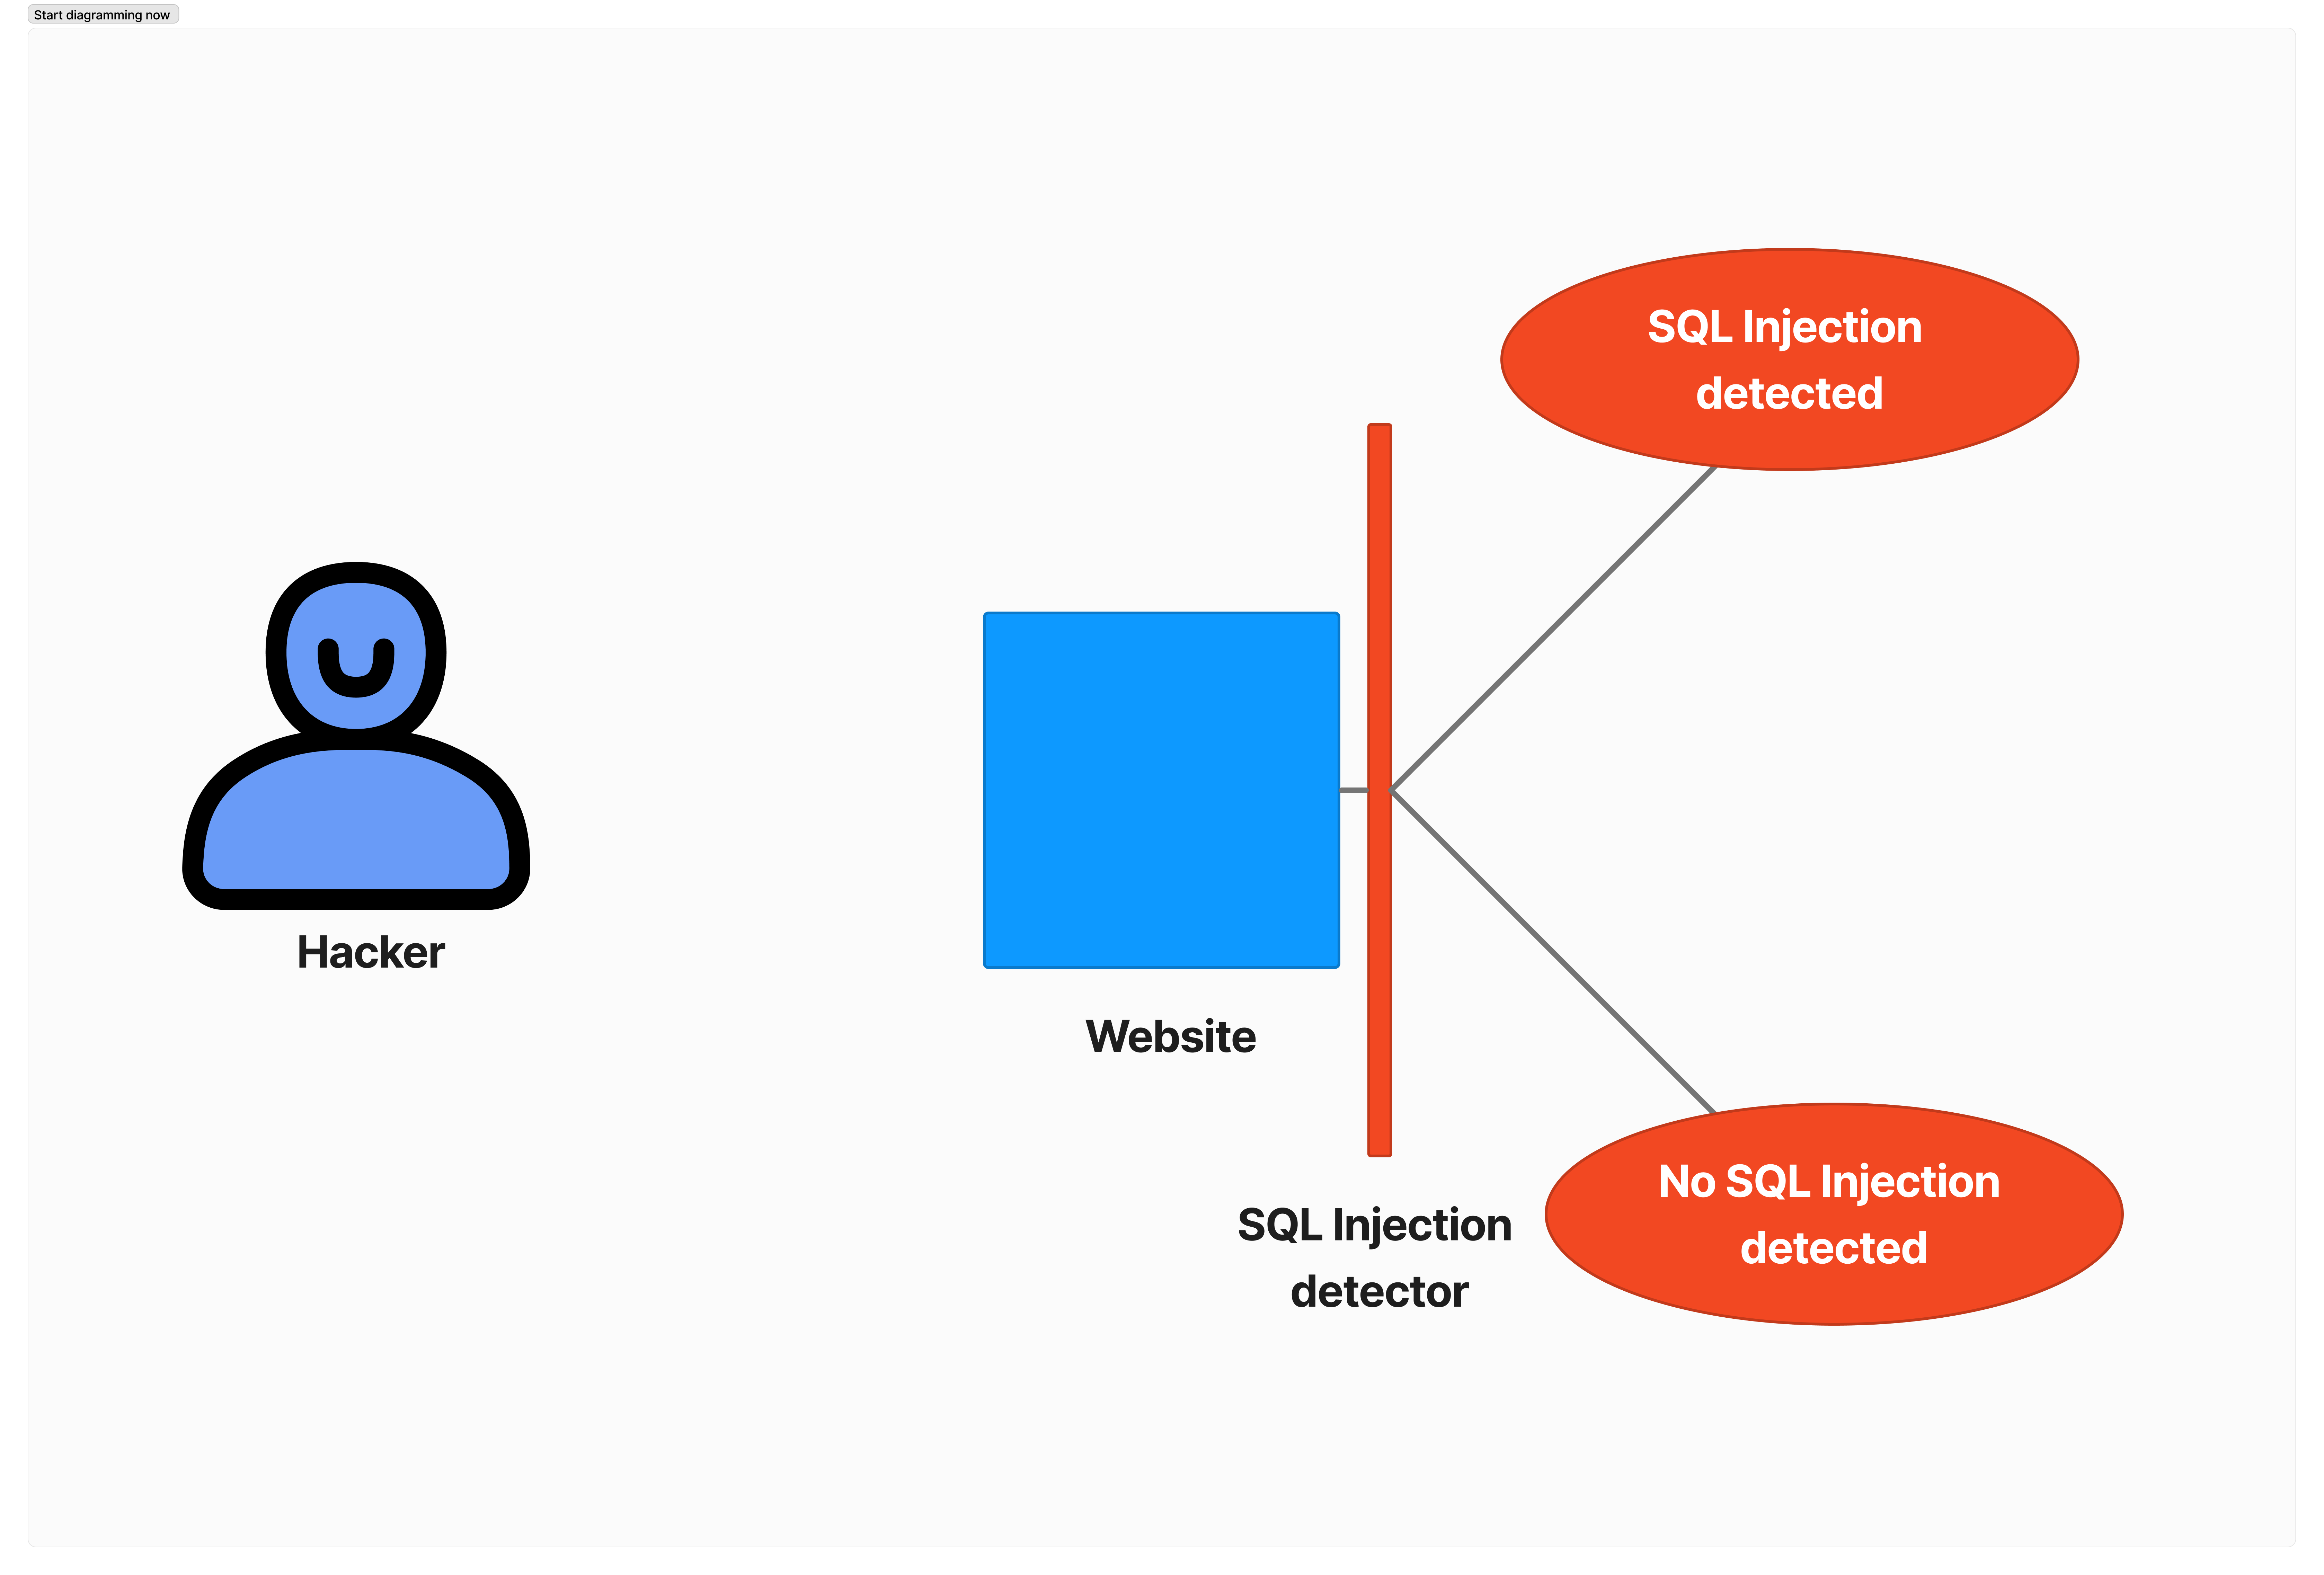 Start diagramming now
SQL Injection
detected
Hacker
Website
SQL Injection
detector
No SQL Injection
detected